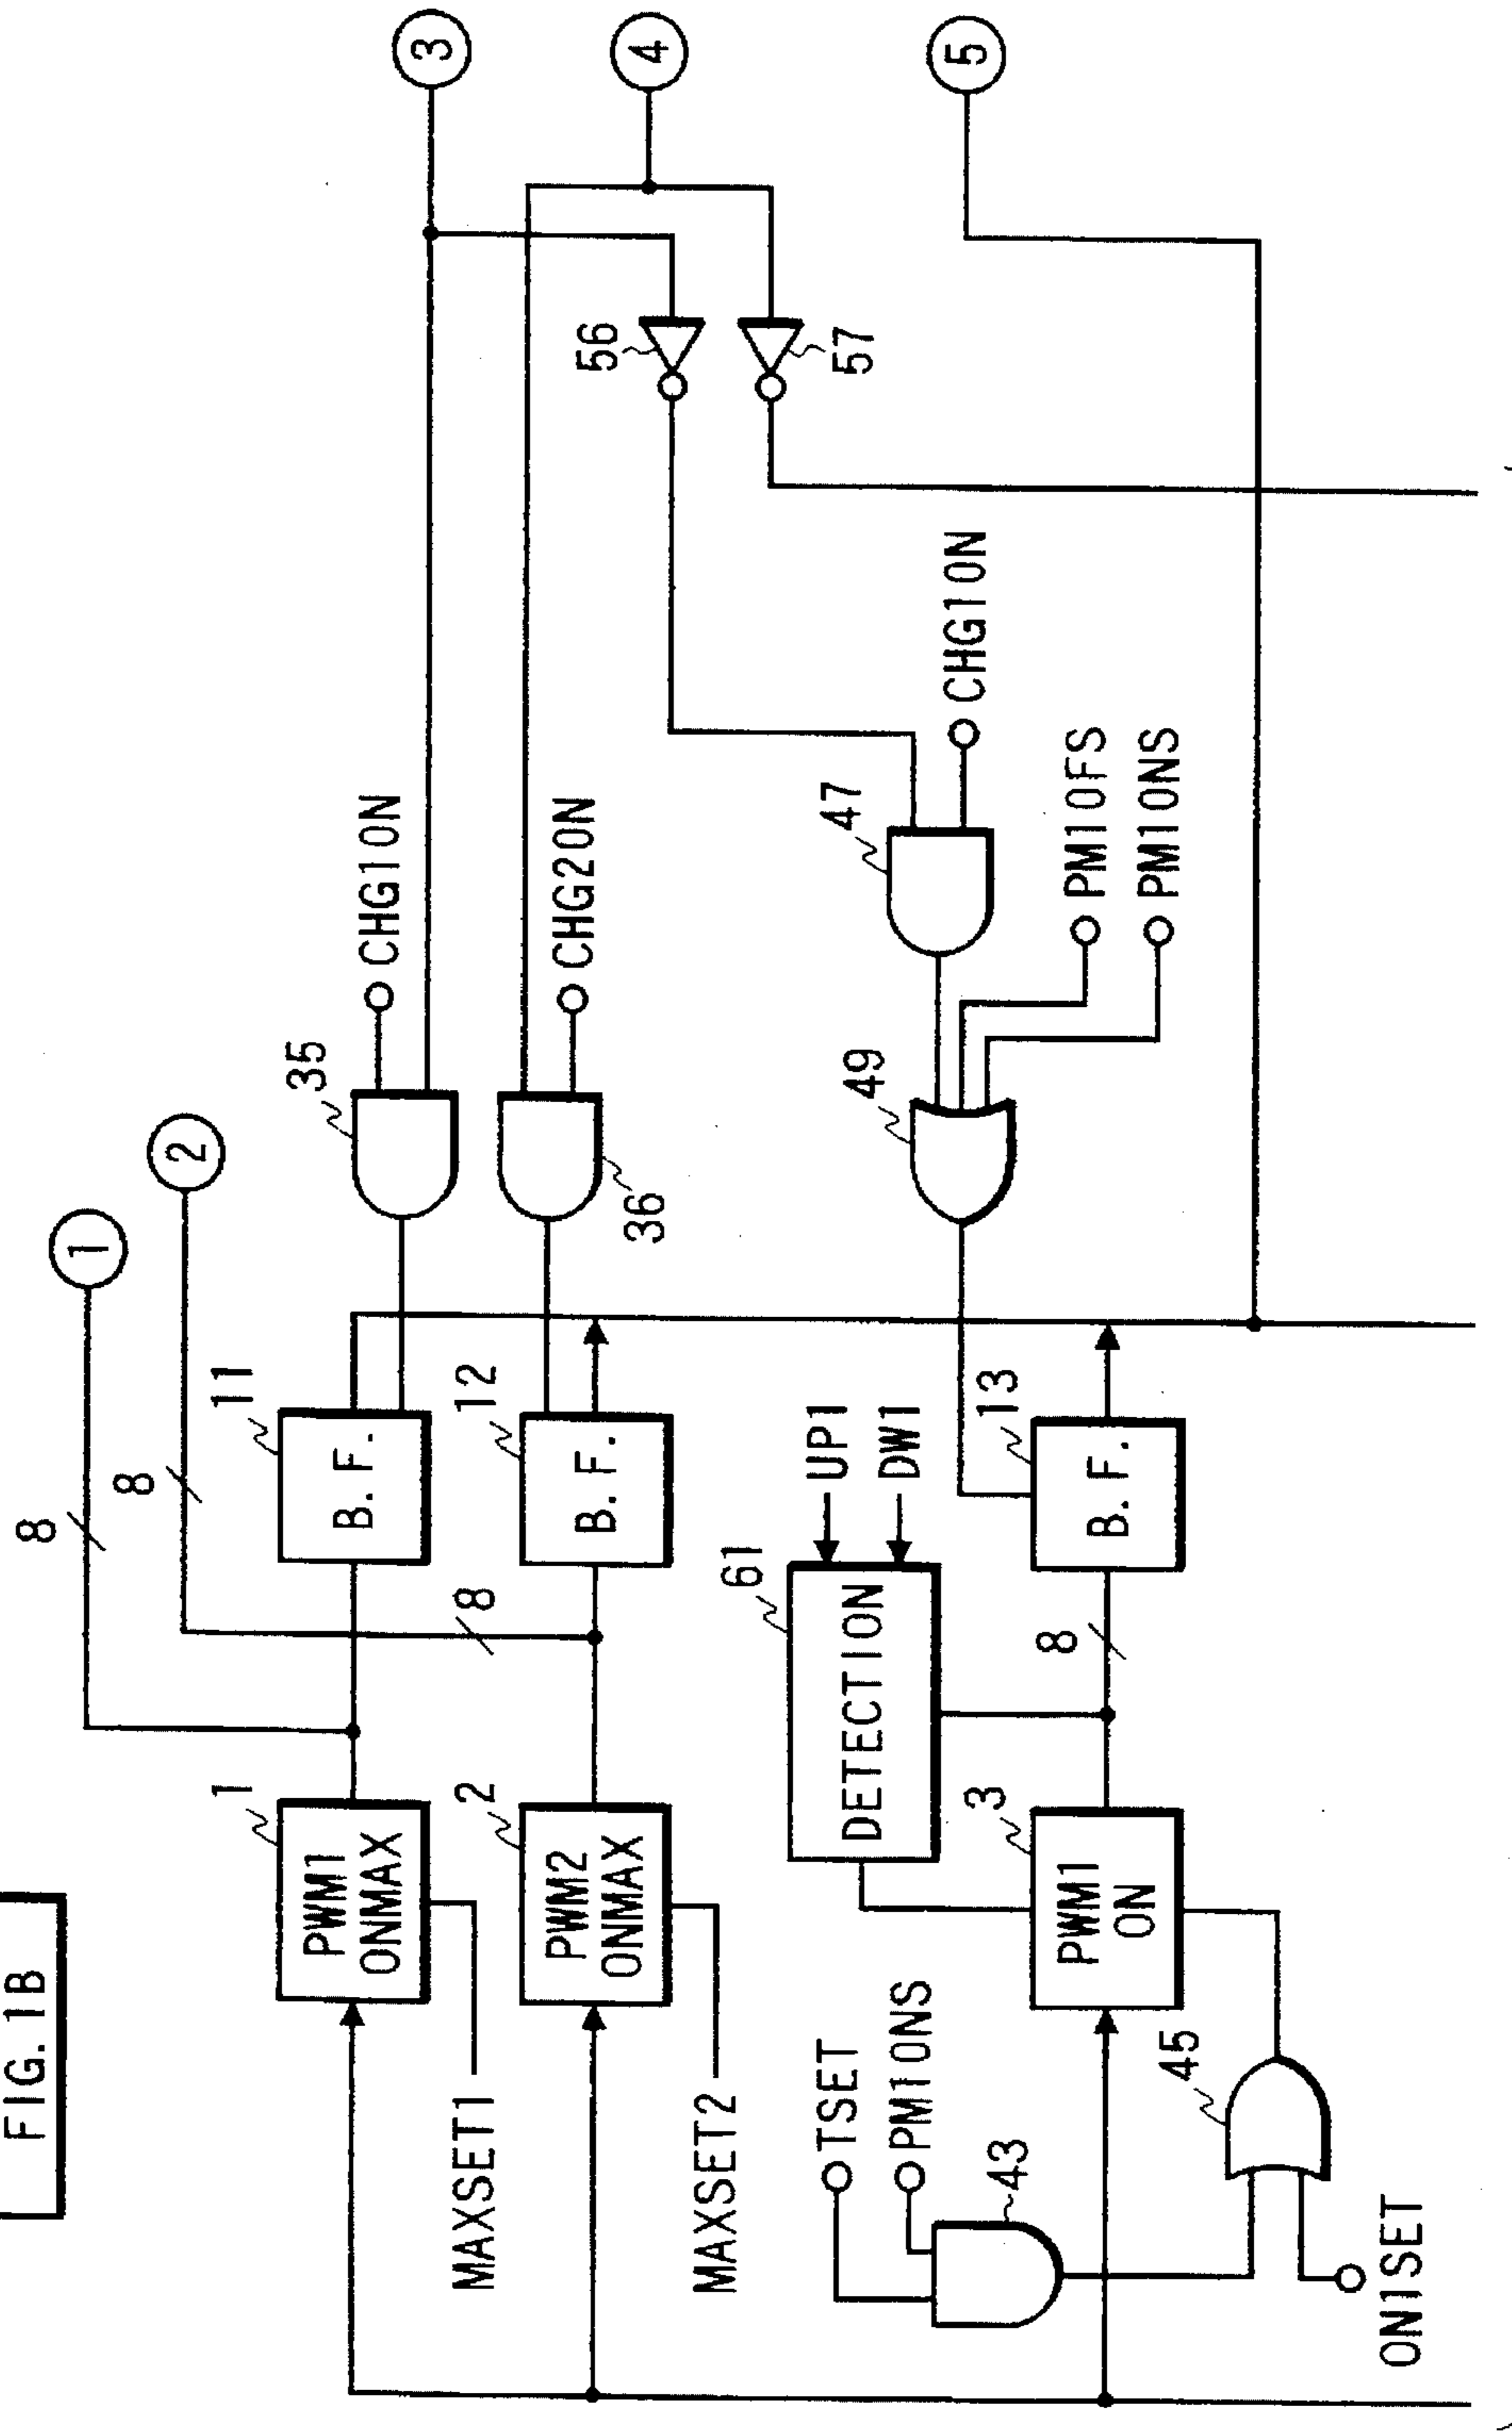 FIG. 1B
1
2
3
4
5
8
8
8
8
1
PWM1
ONMAX
MAXSET1
11
B. F.
35
CHG1ON
2
PWM2
ONMAX
MAXSET2
12
B. F.
36
CHG2ON
56
57
61
DETECTION
UP1
DW1
TSET
PM1ONS
43
45
ON1SET
3
PWM1
ON
13
B. F.
49
47
CHG1ON
PM1OFS
PM1ONS